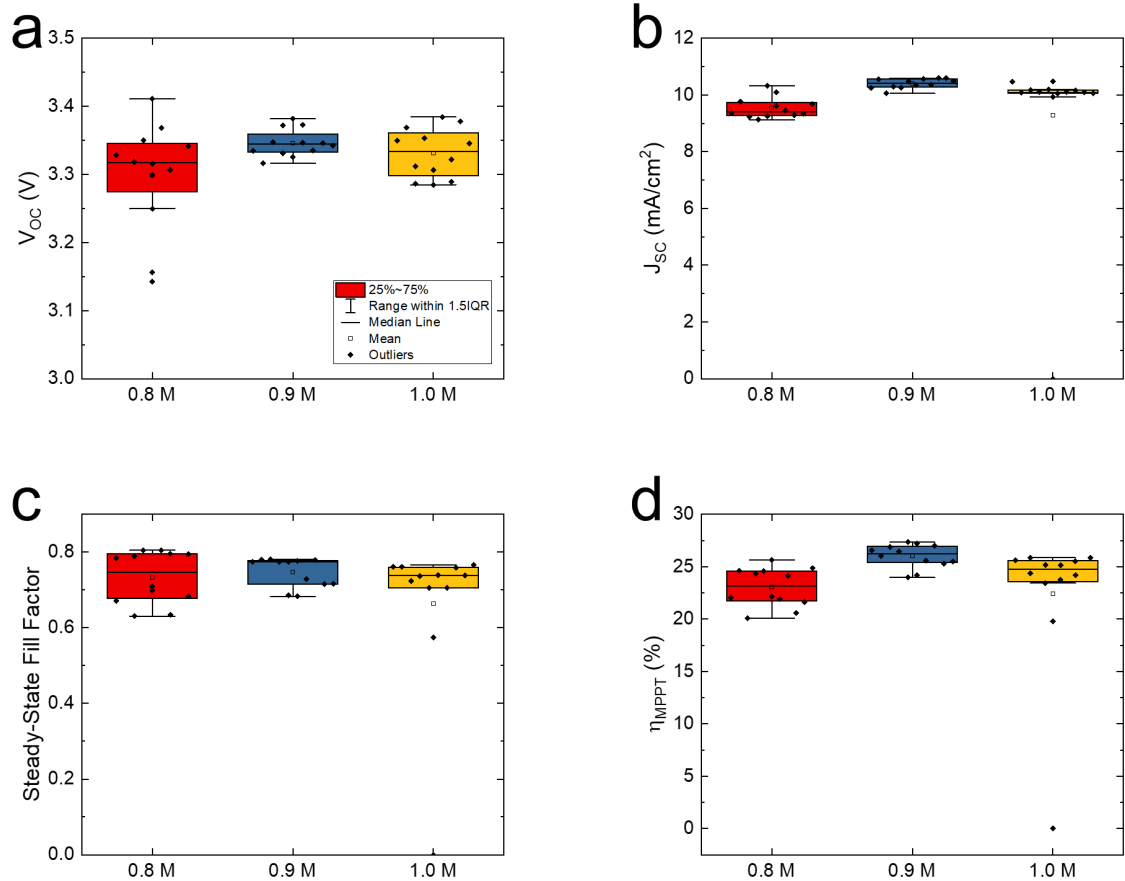 a
3.5
3.4
3.3
3.2
3.1
3.0
V_OC (V)
0.8 M 0.9 M 1.0 M
25%~75%
Range within 1.5IQR
Median Line
Mean
Outliers
b
12
10
8
6
4
2
0
J_SC (mA/cm²)
0.8 M 0.9 M 1.0 M
c
0.8
0.6
0.4
0.2
0.0
Steady-State Fill Factor
0.8 M 0.9 M 1.0 M
d
30
25
20
15
10
5
0
η_MPPT (%)
0.8 M 0.9 M 1.0 M